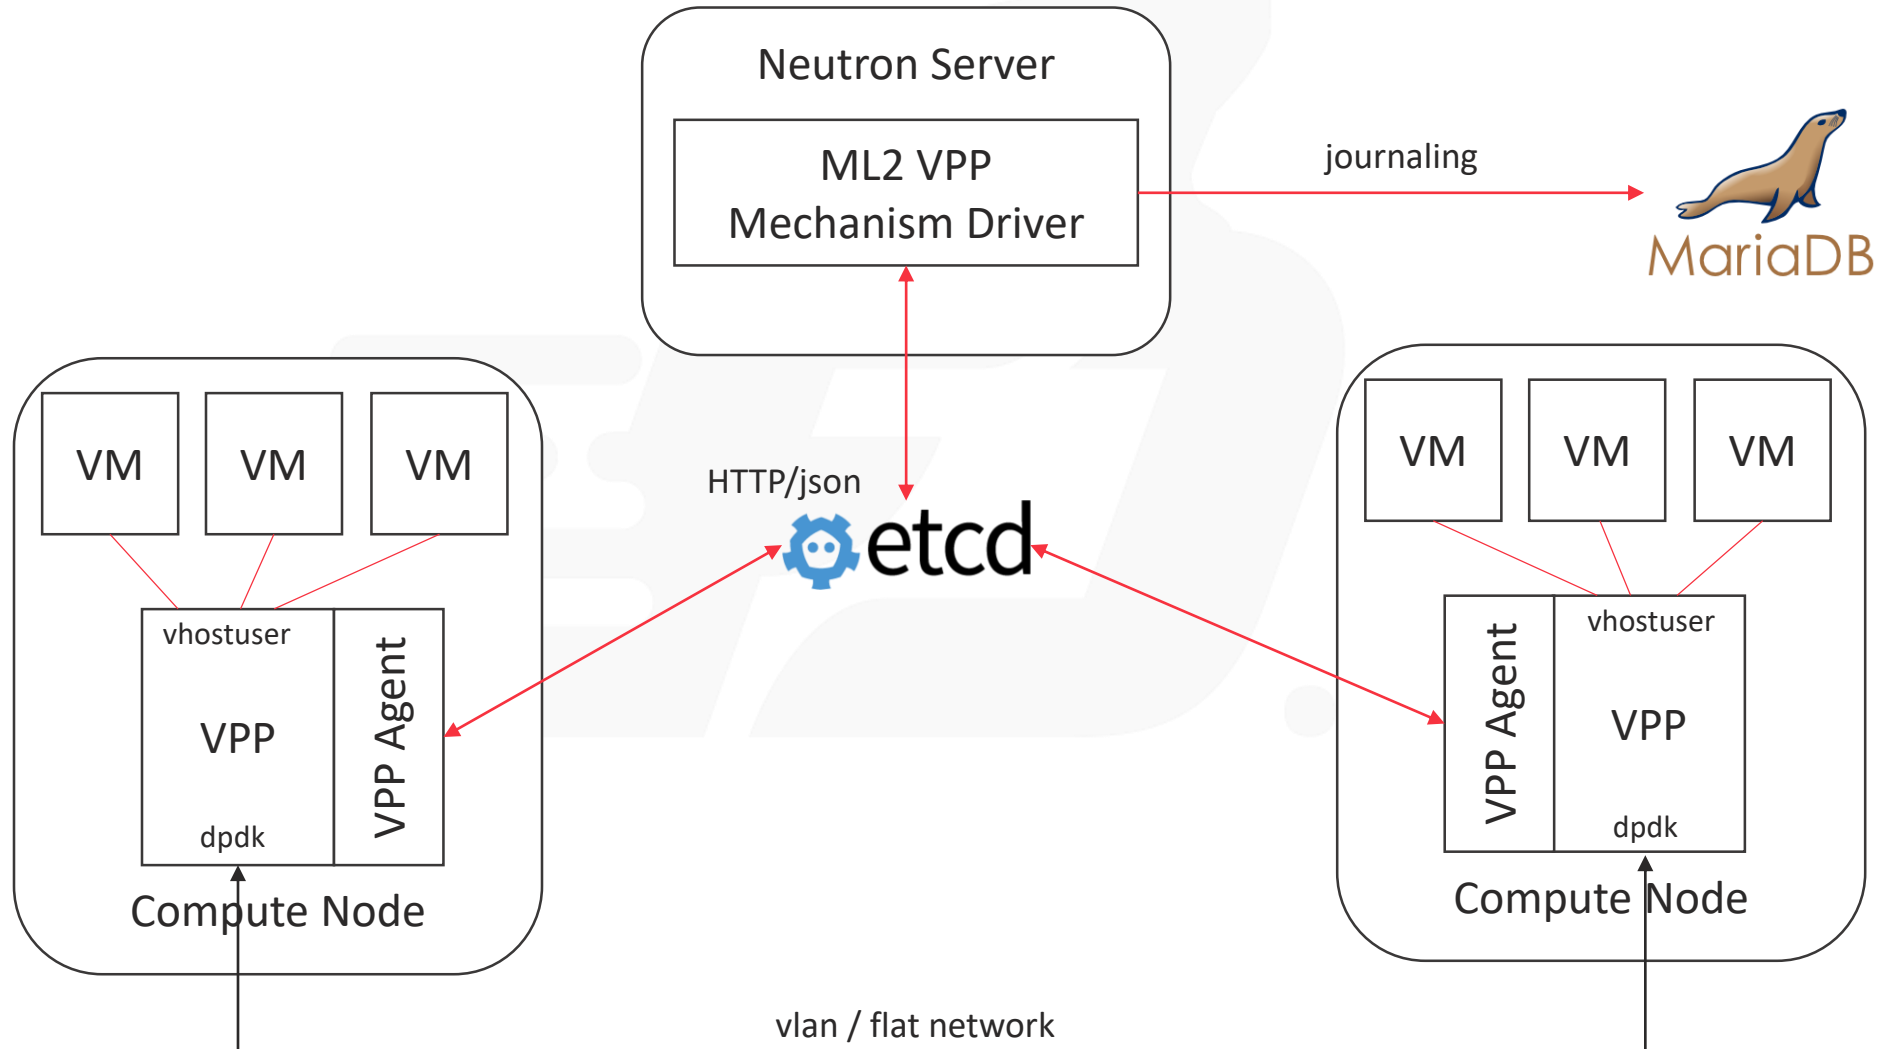 Neutron Server
ML2 VPP
Mechanism Driver
journaling
MariaDB
VM
VM
VM
VM
VM
VM
HTTP/json
etcd
vhostuser
VPP
dpdk
VPP Agent
Compute Node
VPP Agent
vhostuser
VPP
dpdk
Compute Node
vlan / flat network